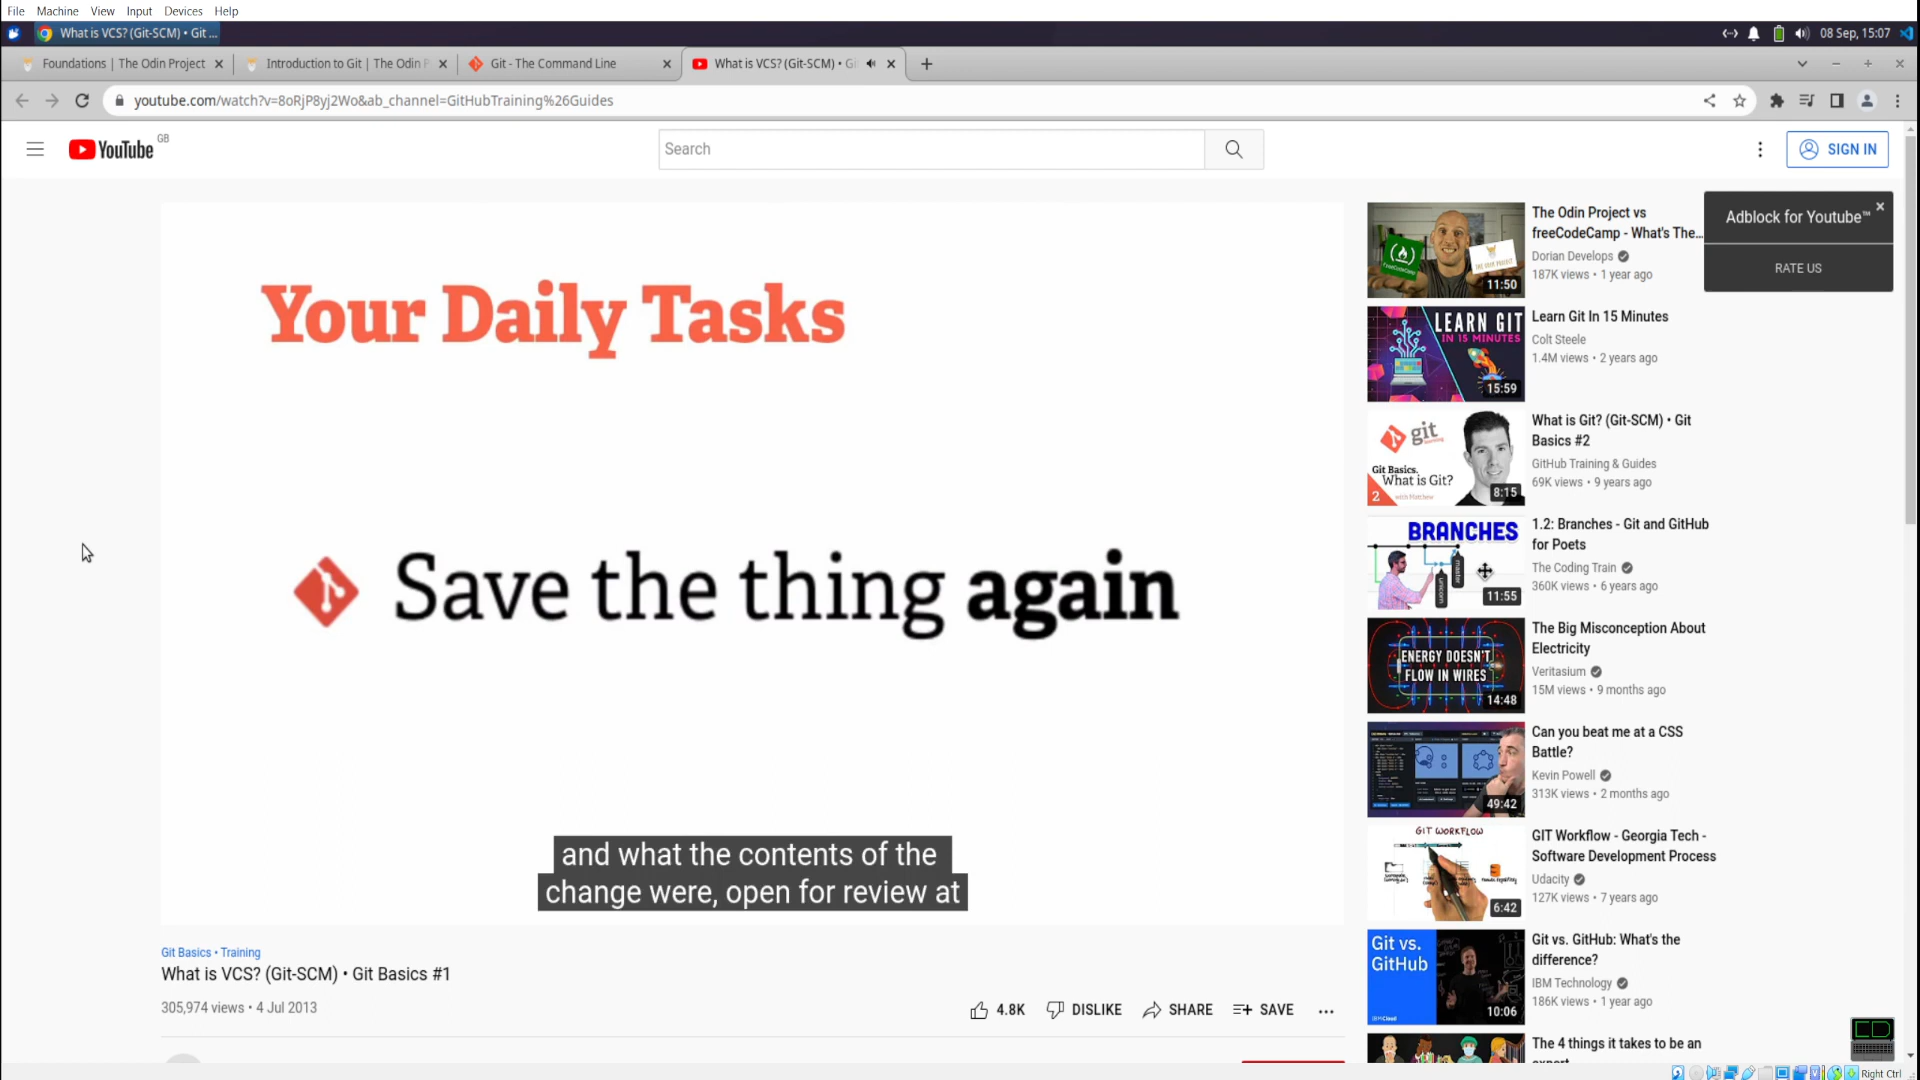 File Machine View Input Devices Help
What is VCS? (Git-SCM) • Git ...
08 Sep, 15:07
Foundations | The Odin Project
Introduction to Git | The Odin P
Git - The Command Line
What is VCS? (Git-SCM) • Gi
youtube.com/watch?v=8oRjP8yj2Wo&ab_channel=GitHubTraining%26Guides
YouTube GB
Search
SIGN IN
Your Daily Tasks
Save the thing again
and what the contents of the
change were, open for review at
Git Basics • Training
What is VCS? (Git-SCM) • Git Basics #1
305,974 views • 4 Jul 2013
4.8K DISLIKE SHARE SAVE ...
Adblock for Youtube™
RATE US
11:50
The Odin Project vs
freeCodeCamp - What's The...
Dorian Develops
187K views • 1 year ago
LEARN GIT
IN 15 MINUTES
15:59
Learn Git In 15 Minutes
Colt Steele
1.4M views • 2 years ago
git
Git Basics.
What is Git?
2 with Matthew
8:15
What is Git? (Git-SCM) • Git
Basics #2
GitHub Training & Guides
69K views • 9 years ago
BRANCHES
master
unicorn
11:55
1.2: Branches - Git and GitHub
for Poets
The Coding Train
360K views • 6 years ago
ENERGY DOESN'T
FLOW IN WIRES
14:48
The Big Misconception About
Electricity
Veritasium
15M views • 9 months ago
49:42
Can you beat me at a CSS
Battle?
Kevin Powell
313K views • 2 months ago
GIT WORKFLOW
6:42
GIT Workflow - Georgia Tech -
Software Development Process
Udacity
127K views • 7 years ago
Git vs.
GitHub
IBM Cloud
10:06
Git vs. GitHub: What's the
difference?
IBM Technology
186K views • 1 year ago
The 4 things it takes to be an
expert
Right Ctrl